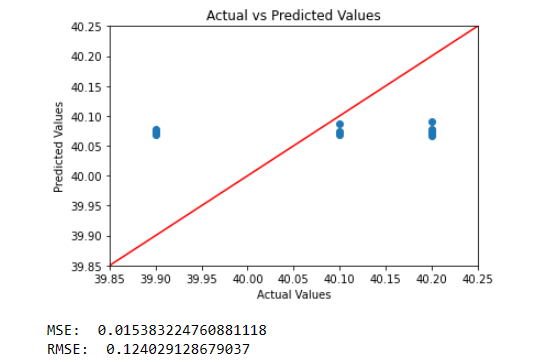 Actual vs Predicted Values
40.25
40.20
40.15
40.10
40.05
40.00
39.95
39.90
39.85
Predicted Values
39.85 39.90 39.95 40.00 40.05 40.10 40.15 40.20 40.25
Actual Values
MSE: 0.015383224760881118
RMSE: 0.124029128679037